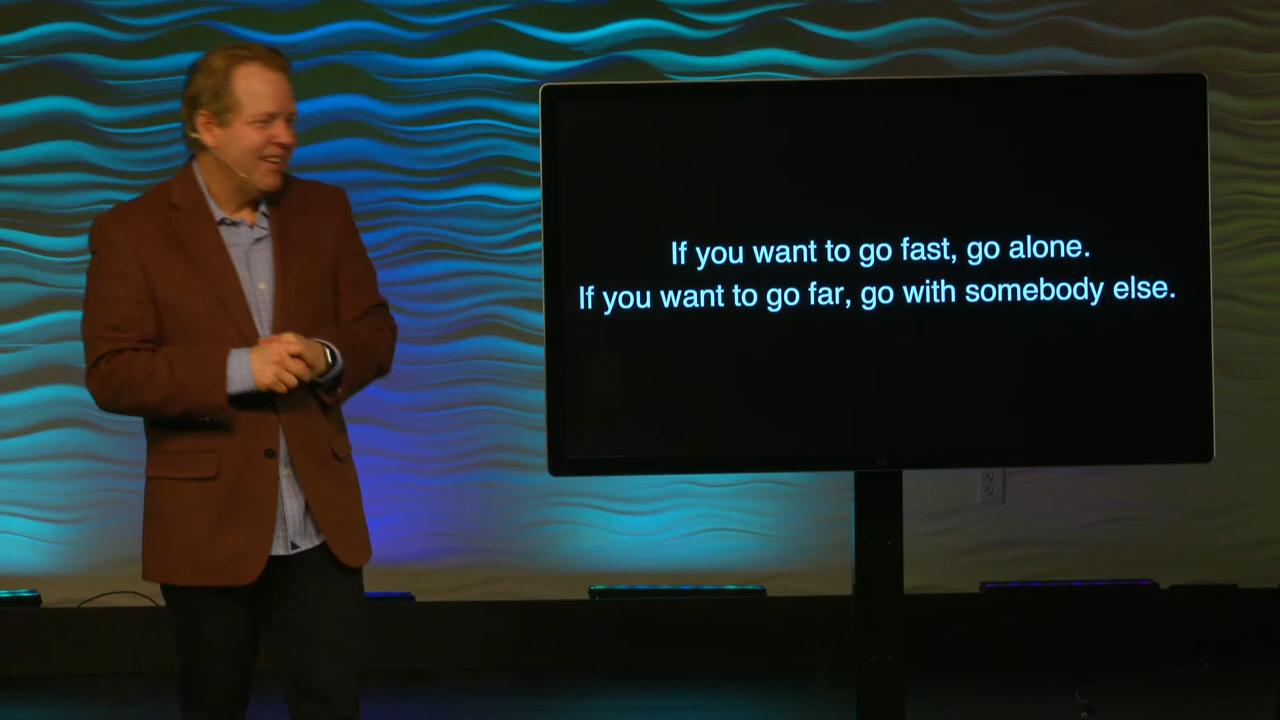 If you want to go fast, go alone.
If you want to go far, go with somebody else.